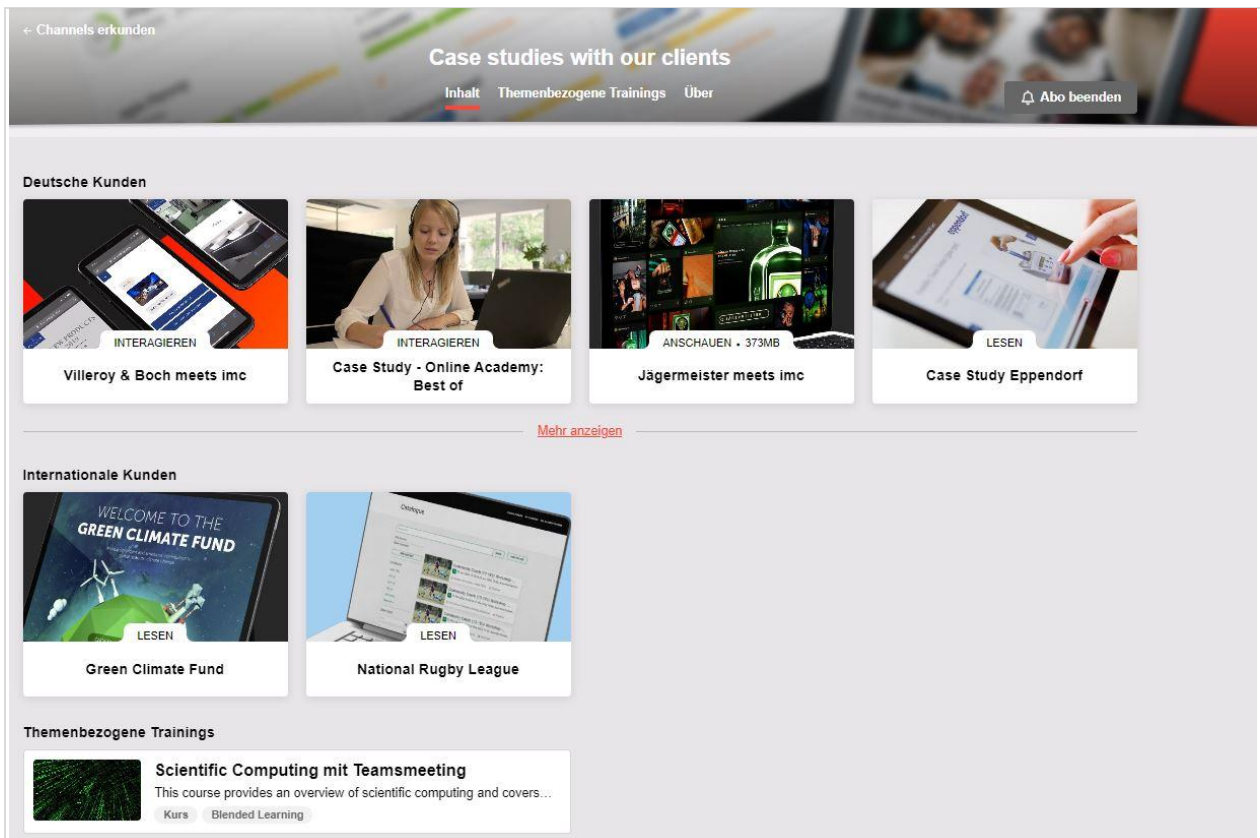 ← Channels erkunden
Case studies with our clients
Inhalt Themenbezogene Trainings Über
Abo beenden
Deutsche Kunden
INTERAGIEREN
Villeroy & Boch meets imc
INTERAGIEREN
Case Study - Online Academy:
Best of
ANSCHAUEN • 373MB
Jägermeister meets imc
eppendorf
LESEN
Case Study Eppendorf
Mehr anzeigen
Internationale Kunden
WELCOME TO THE
GREEN CLIMATE FUND
LESEN
Green Climate Fund
Catalogue
LESEN
National Rugby League
Themenbezogene Trainings
Scientific Computing mit Teamsmeeting
This course provides an overview of scientific computing and covers…
Kurs Blended Learning